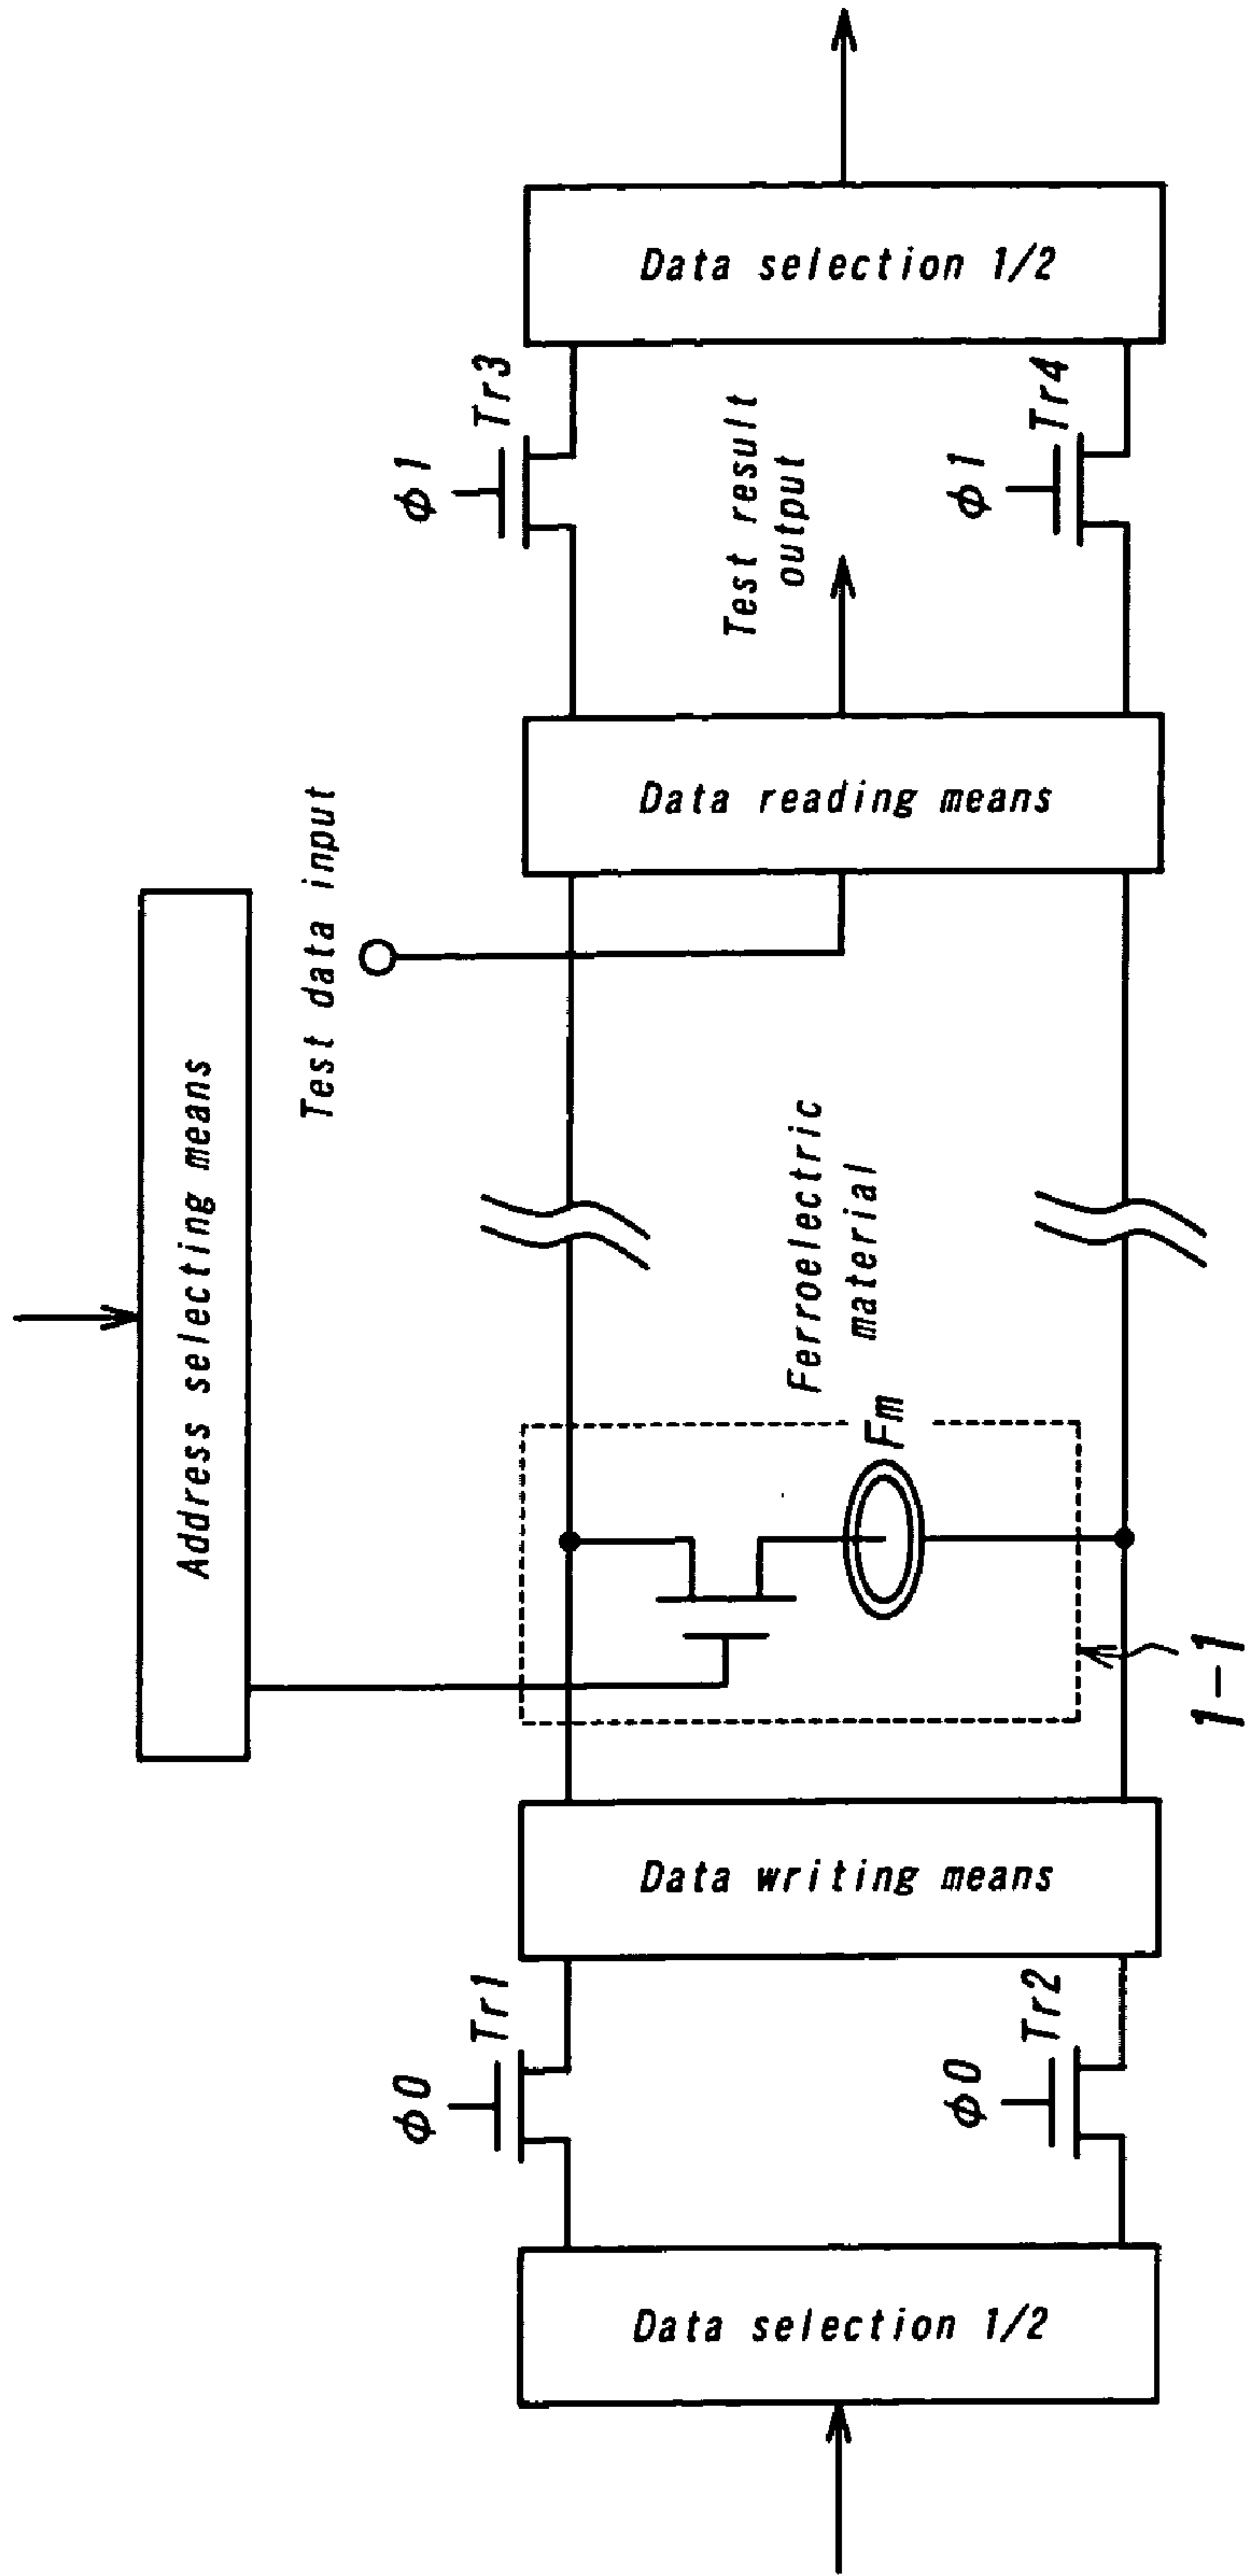 Address selecting means
Test data input
φ0
Tr1
φ1
Tr3
Data selection 1/2
Data writing means
Fm
Ferroelectric
material
Data reading means
Test result
output
Data selection 1/2
φ0
Tr2
φ1
Tr4
1-1